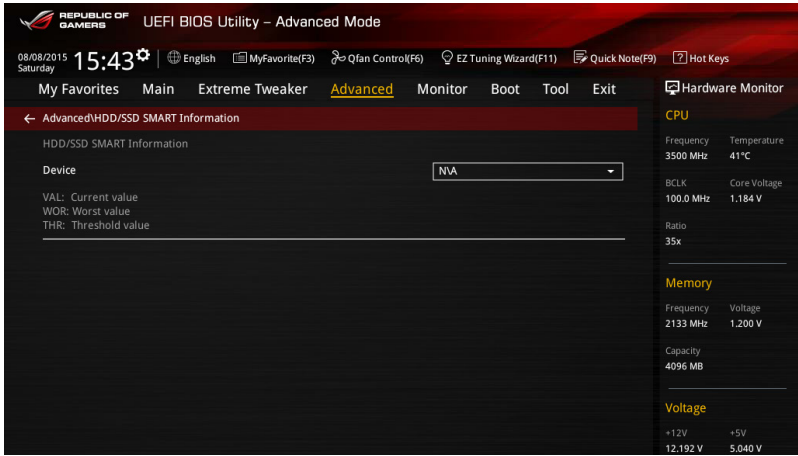 REPUBLIC OF
GAMERS
UEFI BIOS Utility – Advanced Mode
08/08/2015
Saturday
15:43
English
MyFavorite(F3)
Qfan Control(F6)
EZ Tuning Wizard(F11)
Quick Note(F9)
? Hot Keys
My Favorites Main Extreme Tweaker Advanced Monitor Boot Tool Exit
Hardware Monitor
← Advanced\HDD/SSD SMART Information
HDD/SSD SMART Information
Device N\A
VAL: Current value
WOR: Worst value
THR: Threshold value
CPU
Frequency Temperature
3500 MHz 41°C
BCLK Core Voltage
100.0 MHz 1.184 V
Ratio
35x
Memory
Frequency Voltage
2133 MHz 1.200 V
Capacity
4096 MB
Voltage
+12V +5V
12.192 V 5.040 V